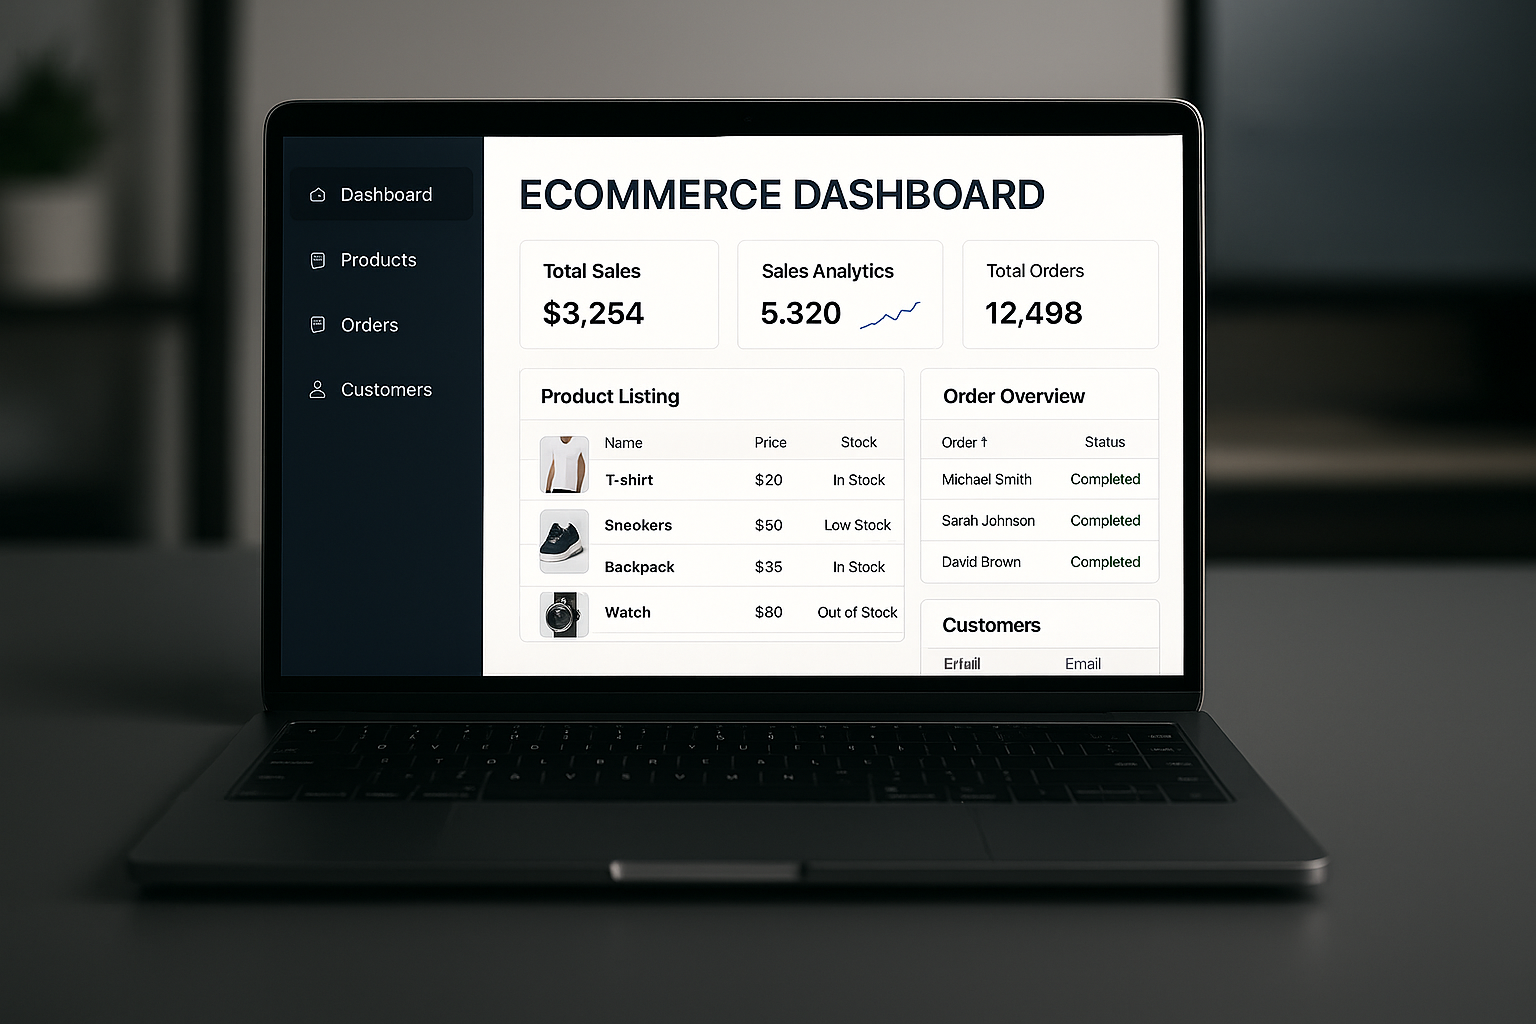 Dashboard
Products
Orders
Customers
ECOMMERCE DASHBOARD
Total Sales
$3,254
Sales Analytics
5.320
Total Orders
12,498
Product Listing
Name Price Stock
T-shirt $20 In Stock
Sneokers $50 Low Stock
Backpack $35 In Stock
Watch $80 Out of Stock
Order Overview
Order ↑ Status
Michael Smith Completed
Sarah Johnson Completed
David Brown Completed
Customers
Email